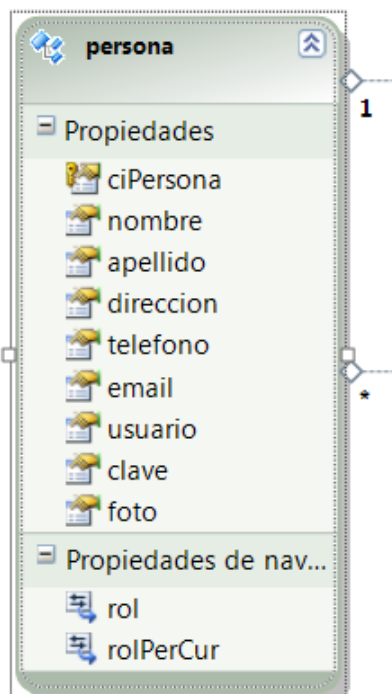 persona
1
Propiedades
ciPersona
nombre
apellido
direccion
telefono
email
*
usuario
clave
foto
Propiedades de nav...
rol
rolPerCur